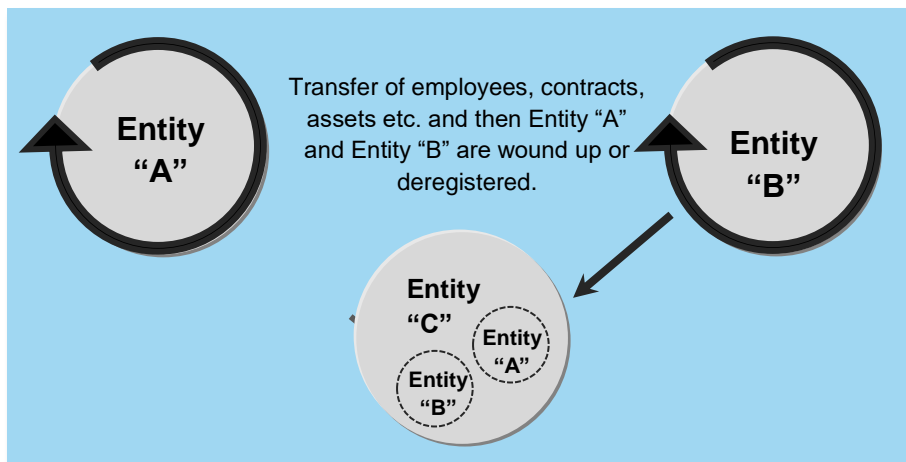 Entity
“A”
Transfer of employees, contracts,
assets etc. and then Entity “A”
and Entity “B” are wound up or
deregistered.
Entity
“B”
Entity
“C”
Entity
“A”
Entity
“B”